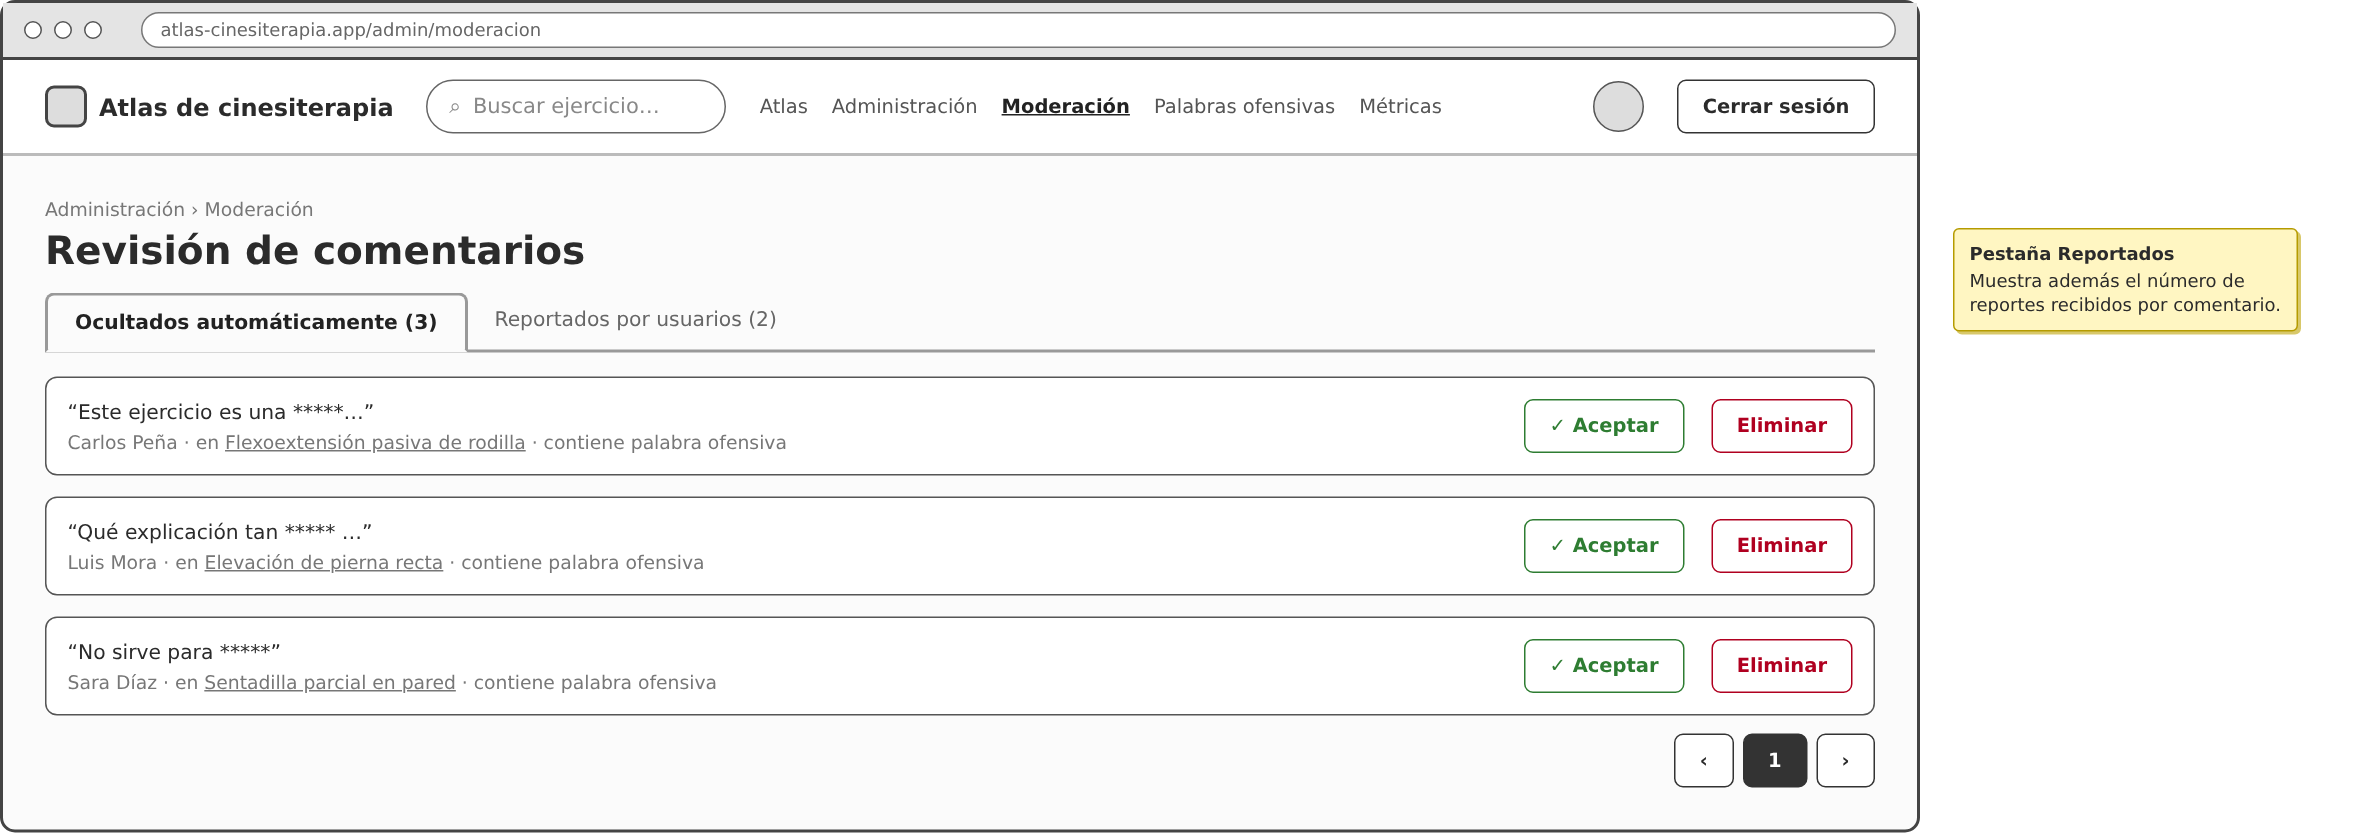 atlas-cinesiterapia.app/admin/moderacion
Atlas de cinesiterapia
Buscar ejercicio...
Atlas Administración Moderación Palabras ofensivas Métricas
Cerrar sesión
Administración › Moderación
Revisión de comentarios
Ocultados automáticamente (3)
Reportados por usuarios (2)
“Este ejercicio es una *****...”
Carlos Peña · en Flexoextensión pasiva de rodilla · contiene palabra ofensiva
✓ Aceptar
Eliminar
“Qué explicación tan ***** ...”
Luis Mora · en Elevación de pierna recta · contiene palabra ofensiva
✓ Aceptar
Eliminar
“No sirve para *****”
Sara Díaz · en Sentadilla parcial en pared · contiene palabra ofensiva
✓ Aceptar
Eliminar
‹ 1 ›
Pestaña Reportados
Muestra además el número de
reportes recibidos por comentario.